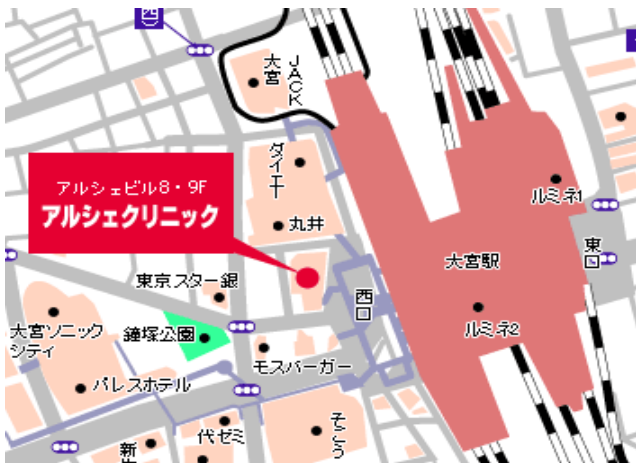 西
大宮
JACK
ダイエー
丸井
アルシェビル8・9F
アルシェクリニック
ルミネ1
東口
大宮駅
西口
ルミネ2
東京スター銀
大宮ソニック
シティ
鐘塚公園
モスバーガー
パレスホテル
代ゼミ
そごう